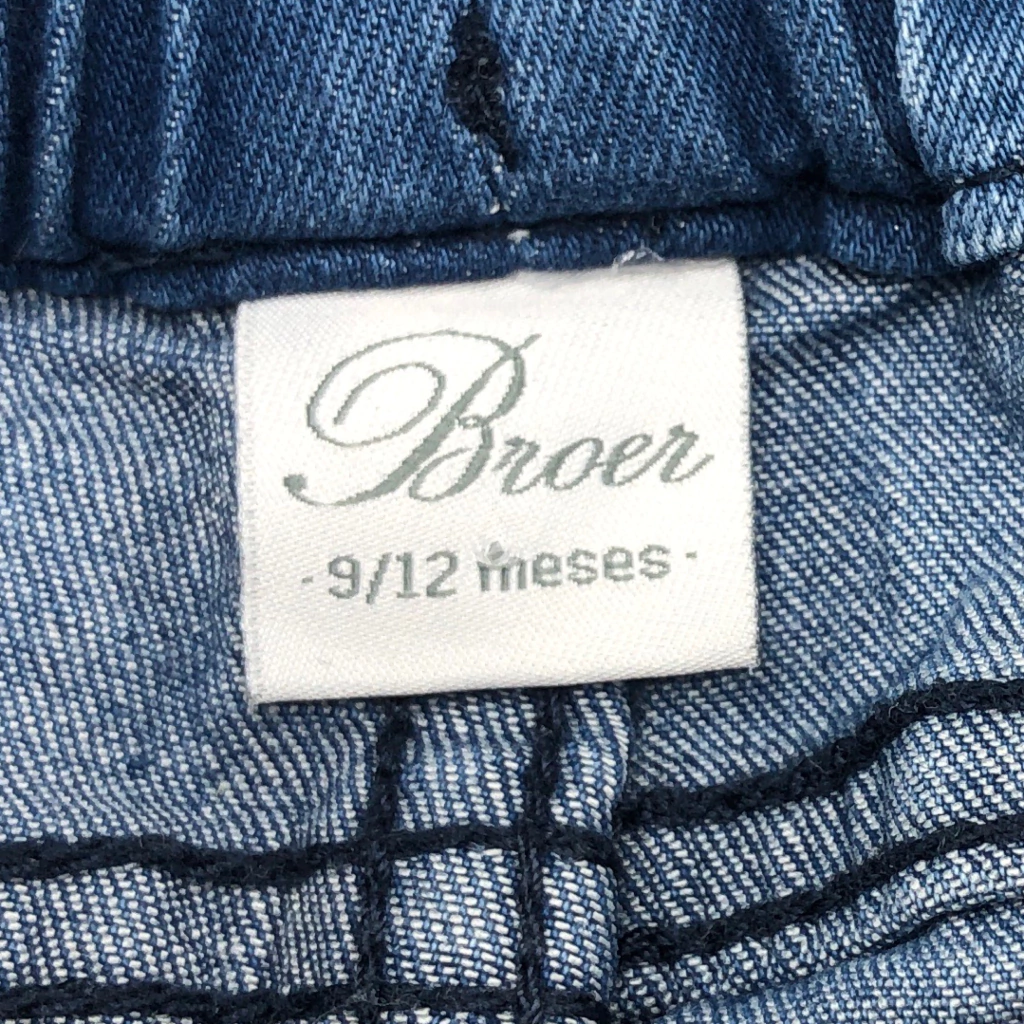 Broer
· 9/12 meses ·